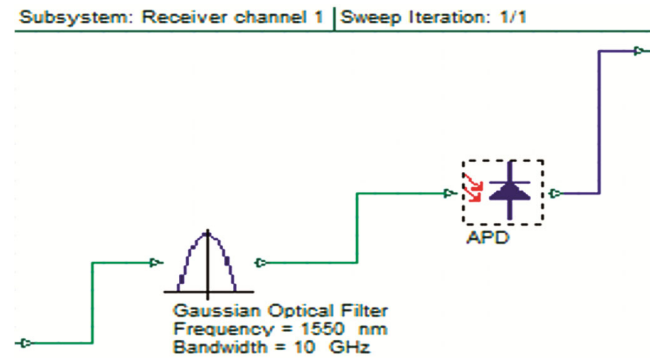 Subsystem: Receiver channel 1 Sweep Iteration: 1/1
APD
Gaussian Optical Filter
Frequency = 1550 nm
Bandwidth = 10 GHz